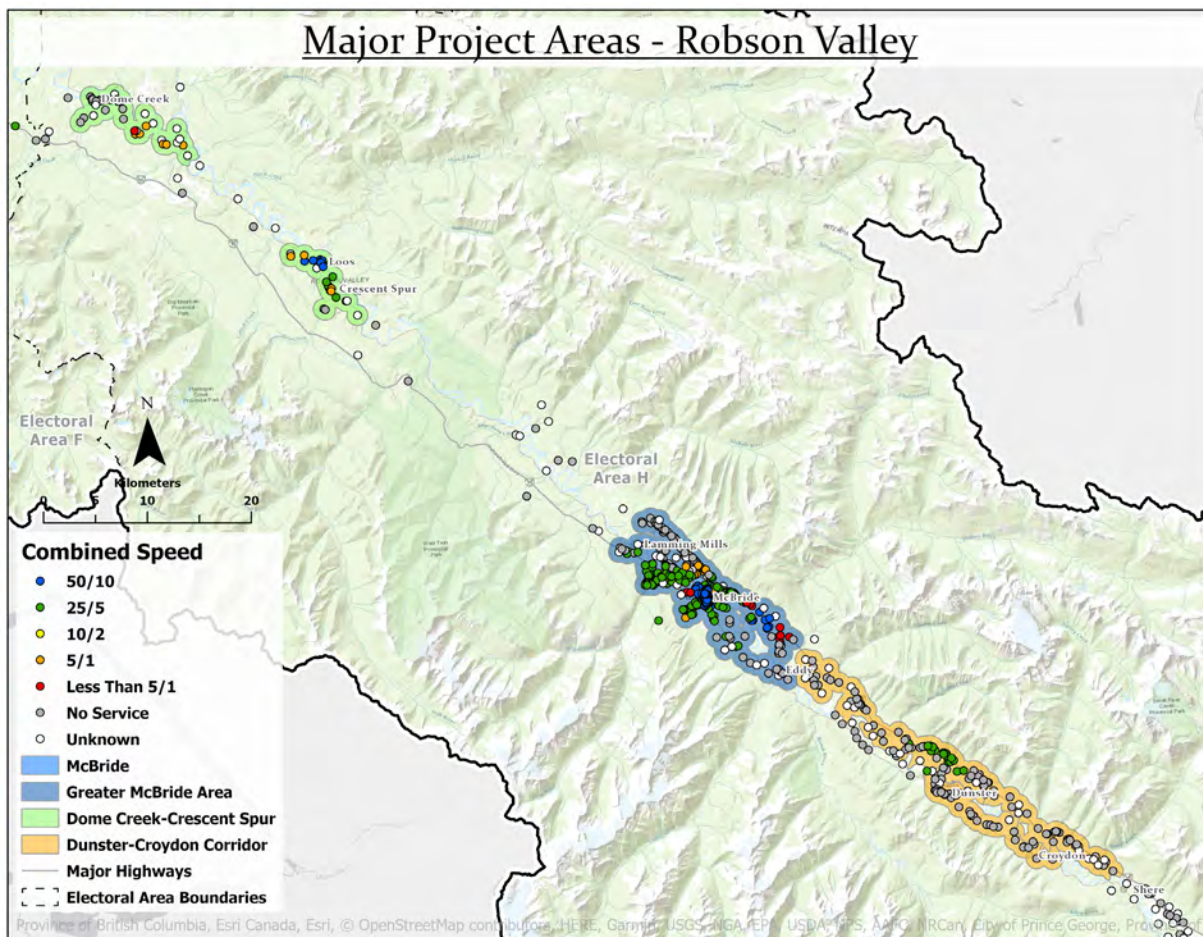 Major Project Areas - Robson Valley
Dome Creek
Loos
VALLEY
Crescent Spur
Electoral
Area F
N
Kilometers
0 5 10 20
Electoral
Area H
Lamming Mills
McBride
Eddy
Dunster
Croydon
Shere
Combined Speed
50/10
25/5
10/2
5/1
Less Than 5/1
No Service
Unknown
McBride
Greater McBride Area
Dome Creek-Crescent Spur
Dunster-Croydon Corridor
Major Highways
Electoral Area Boundaries
Province of British Columbia, Esri Canada, Esri, © OpenStreetMap contributors, HERE, Garmin, USGS, NGA, EPA, USDA, NPS, AAFC, NRCan, City of Prince George,